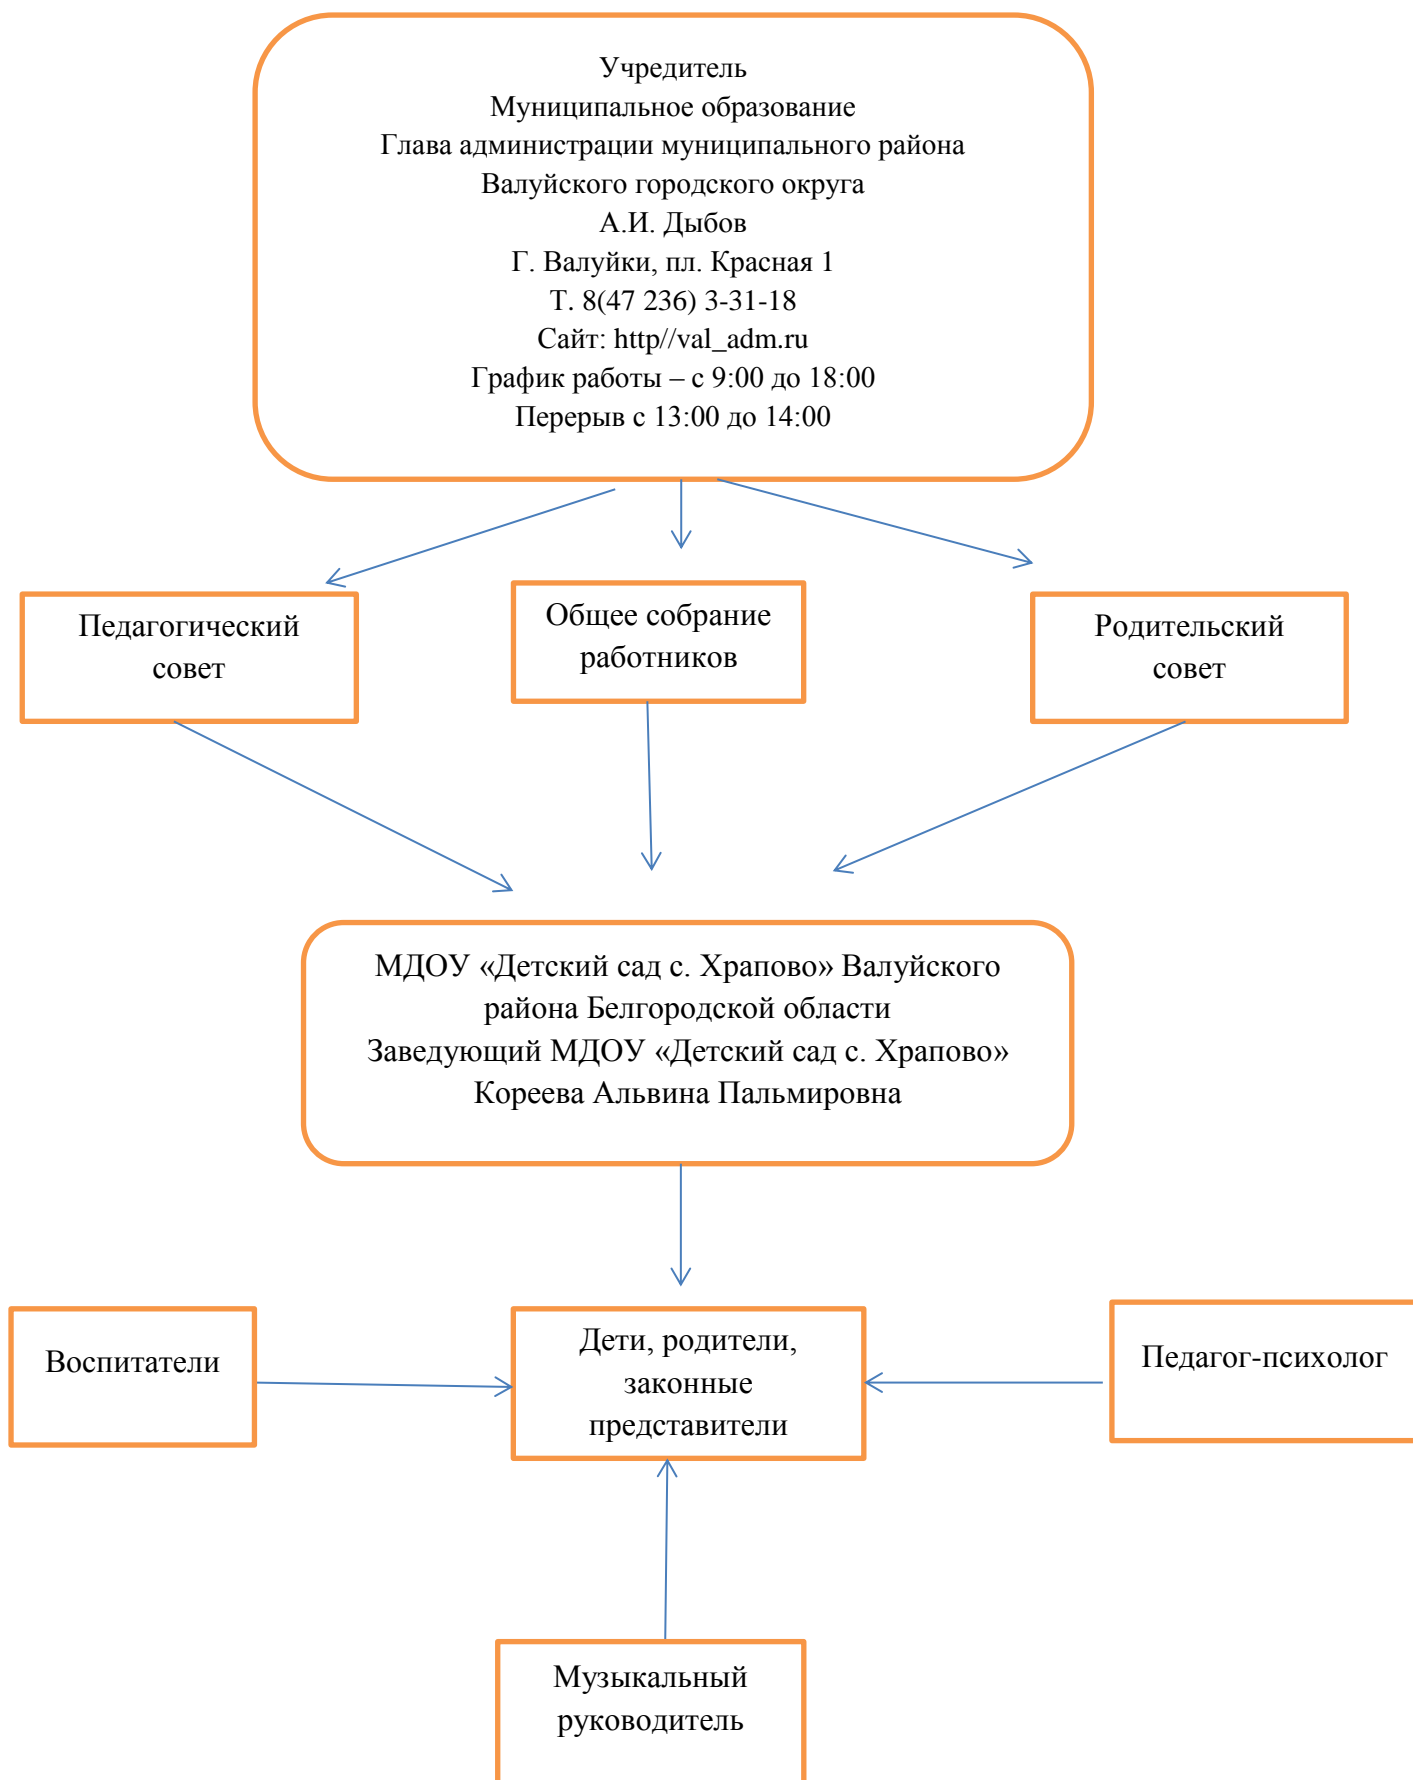 Учредитель
Муниципальное образование
Глава администрации муниципального района
Валуйского городского округа
А.И. Дыбов
Г. Валуйки, пл. Красная 1
Т. 8(47 236) 3-31-18
Сайт: http//val_adm.ru
График работы – с 9:00 до 18:00
Перерыв с 13:00 до 14:00
Педагогический
совет
Общее собрание
работников
Родительский
совет
МДОУ «Детский сад с. Храпово» Валуйского
района Белгородской области
Заведующий МДОУ «Детский сад с. Храпово»
Кореева Альвина Пальмировна
Воспитатели
Дети, родители,
законные
представители
Педагог-психолог
Музыкальный
руководитель